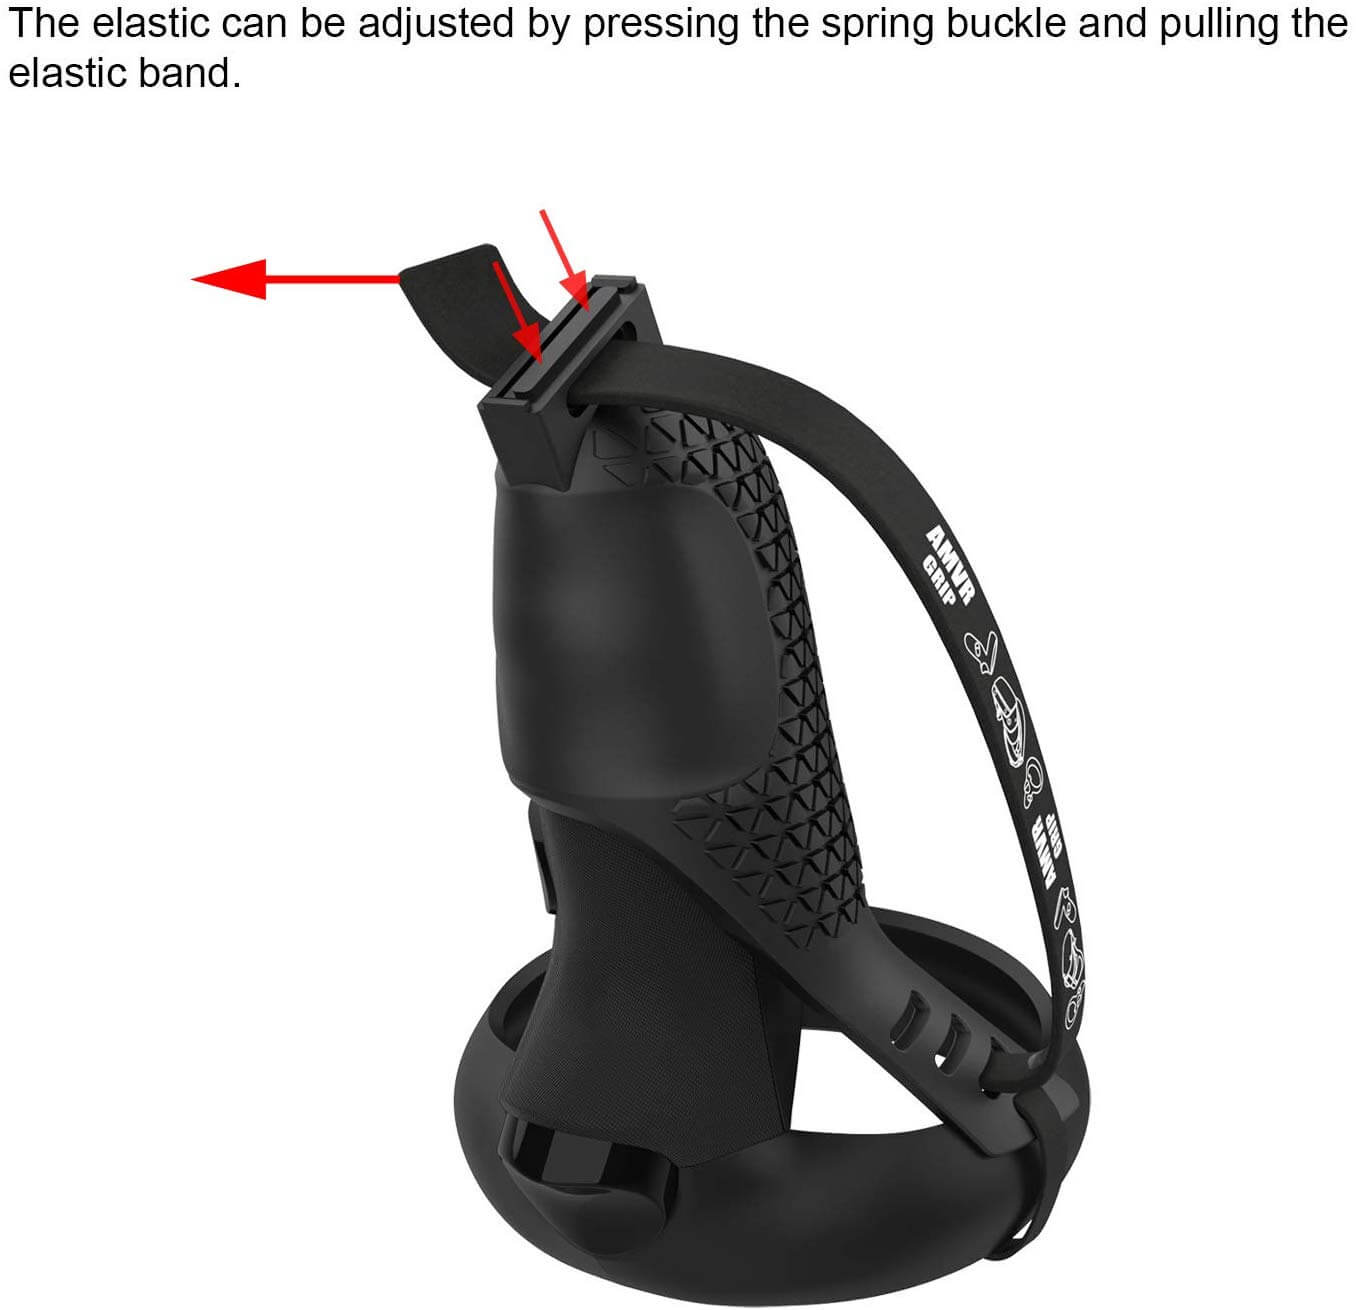 The elastic can be adjusted by pressing the spring buckle and pulling the
elastic band.
AMVR
GRIP
AMVR
GRIP